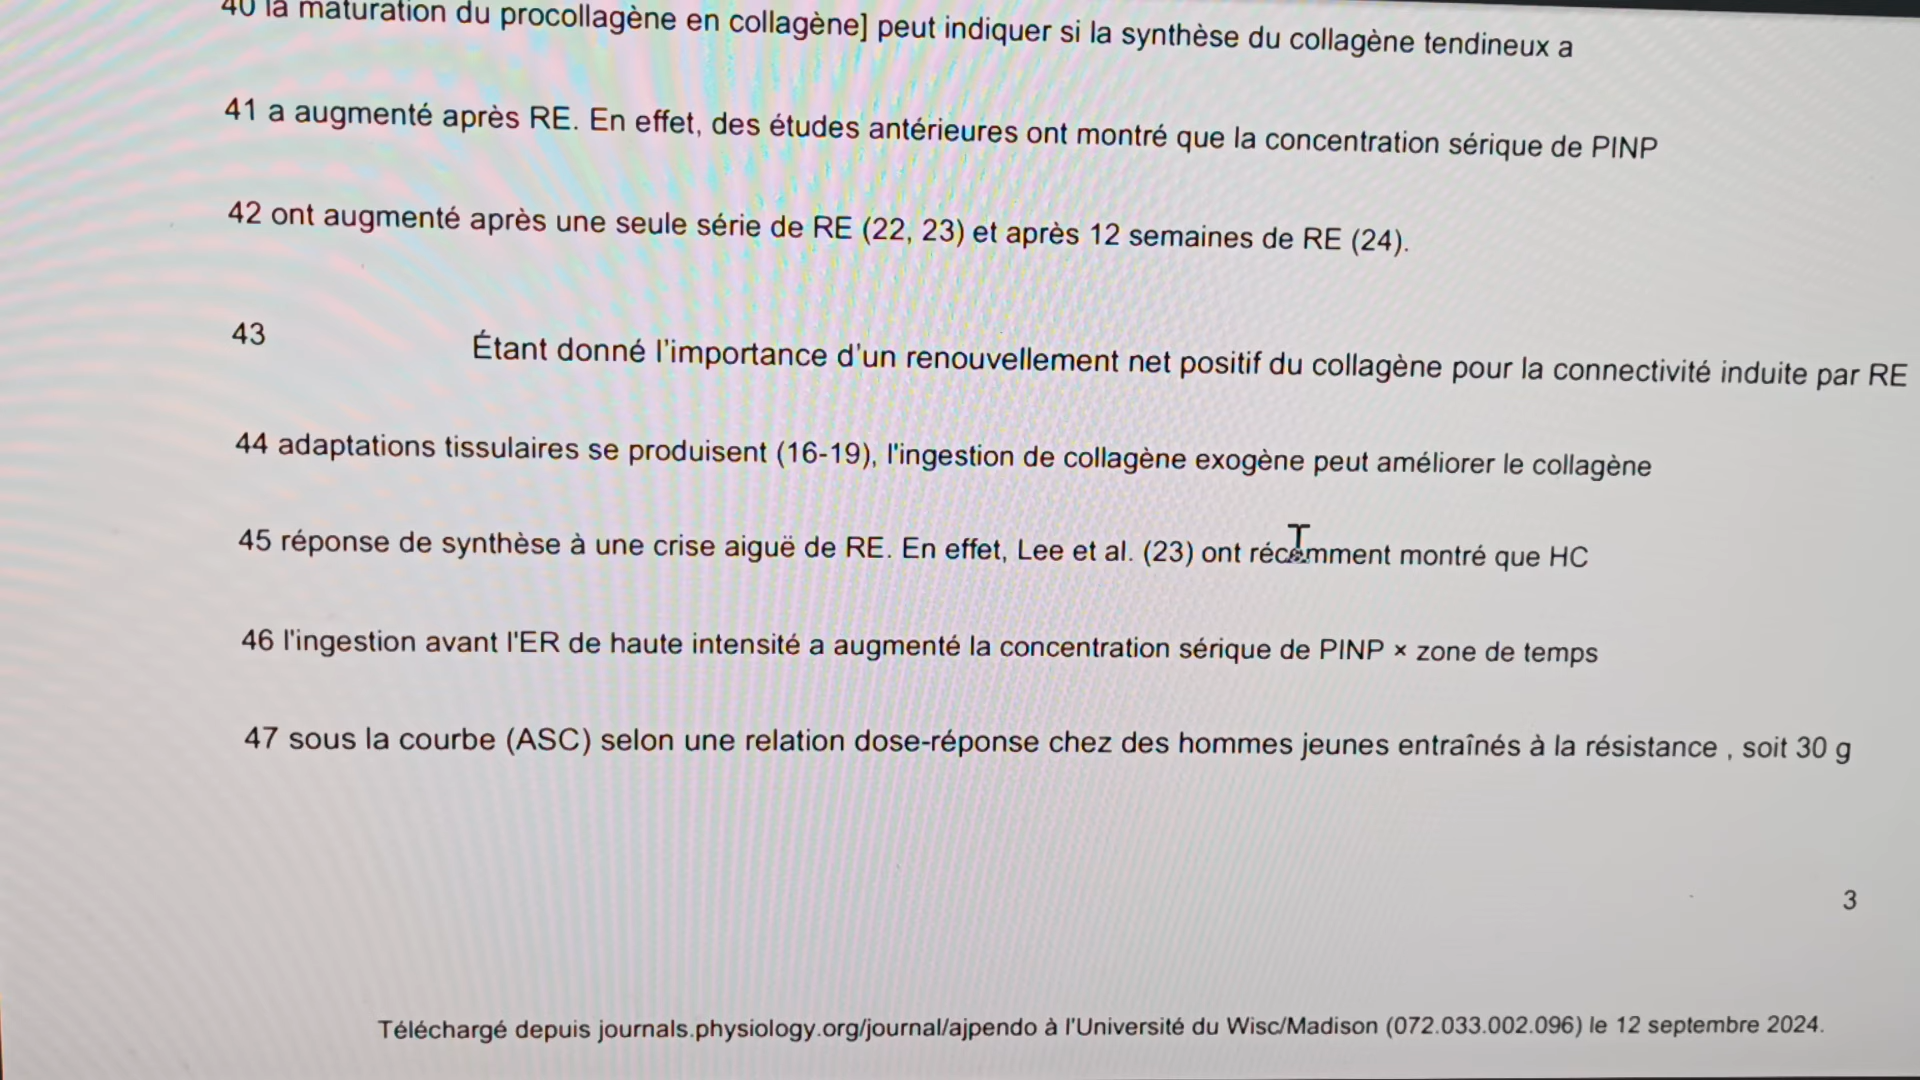 40 la maturation du procollagène en collagène] peut indiquer si la synthèse du collagène tendineux a
41 a augmenté après RE. En effet, des études antérieures ont montré que la concentration sérique de PINP
42 ont augmenté après une seule série de RE (22, 23) et après 12 semaines de RE (24).
43 Étant donné l'importance d'un renouvellement net positif du collagène pour la connectivité induite par RE
44 adaptations tissulaires se produisent (16-19), l'ingestion de collagène exogène peut améliorer le collagène
45 réponse de synthèse à une crise aiguë de RE. En effet, Lee et al. (23) ont récemment montré que HC
46 l'ingestion avant l'ER de haute intensité a augmenté la concentration sérique de PINP × zone de temps
47 sous la courbe (ASC) selon une relation dose-réponse chez des hommes jeunes entraînés à la résistance , soit 30 g
3
Téléchargé depuis journals.physiology.org/journal/ajpendo à l'Université du Wisc/Madison (072.033.002.096) le 12 septembre 2024.